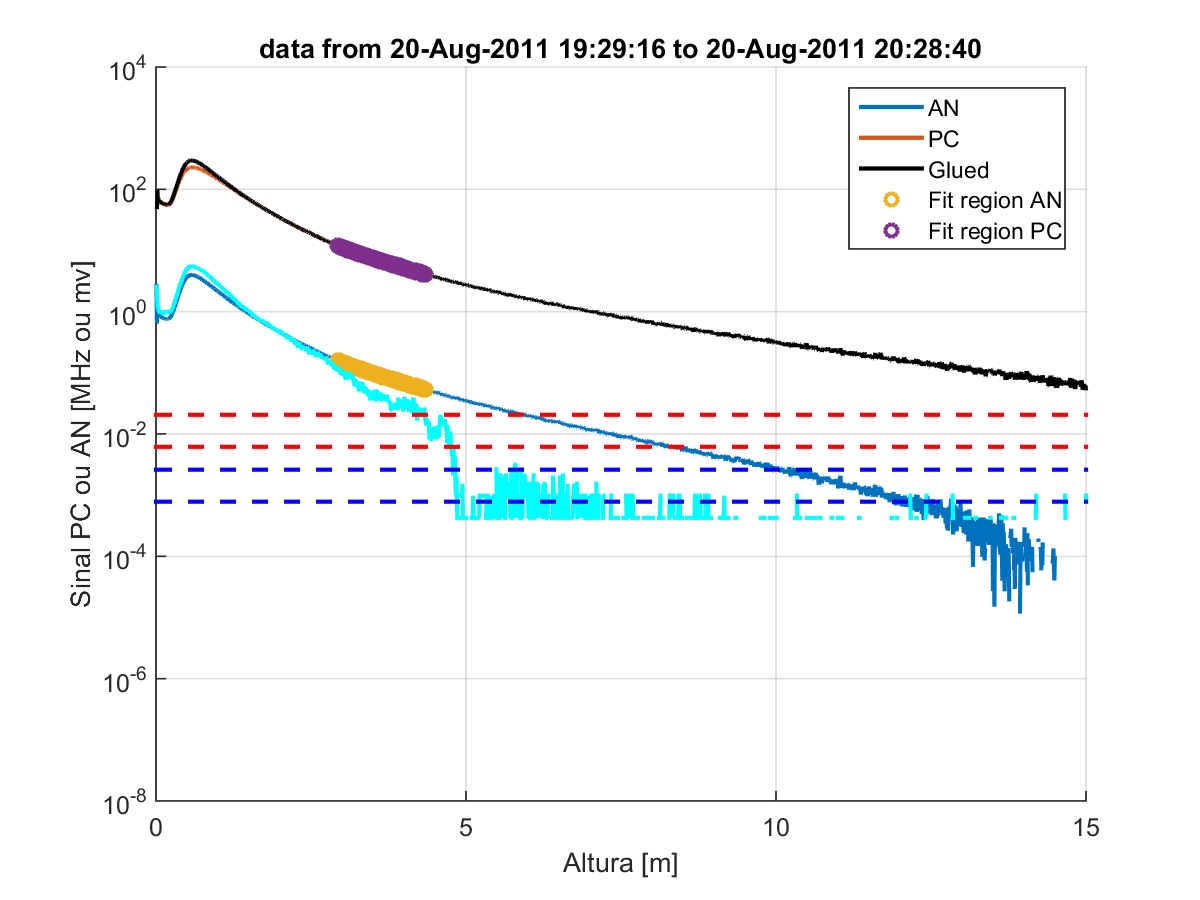 data from 20-Aug-2011 19:29:16 to 20-Aug-2011 20:28:40
AN
PC
Glued
Fit region AN
Fit region PC
Sinal PC ou AN [MHz ou mv]
10^4
10^2
10^0
10^-2
10^-4
10^-6
10^-8
0 5 10 15
Altura [m]